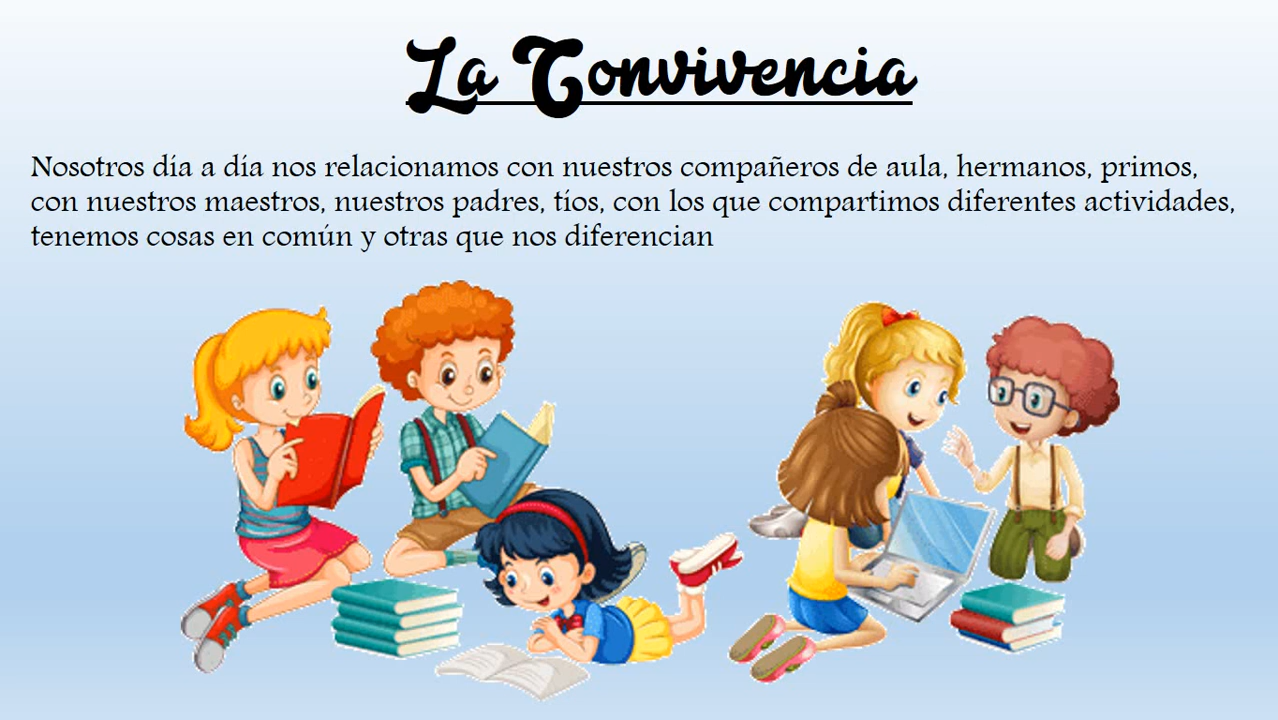 La Convivencia
Nosotros día a día nos relacionamos con nuestros compañeros de aula, hermanos, primos,
con nuestros maestros, nuestros padres, tíos, con los que compartimos diferentes actividades,
tenemos cosas en común y otras que nos diferencian